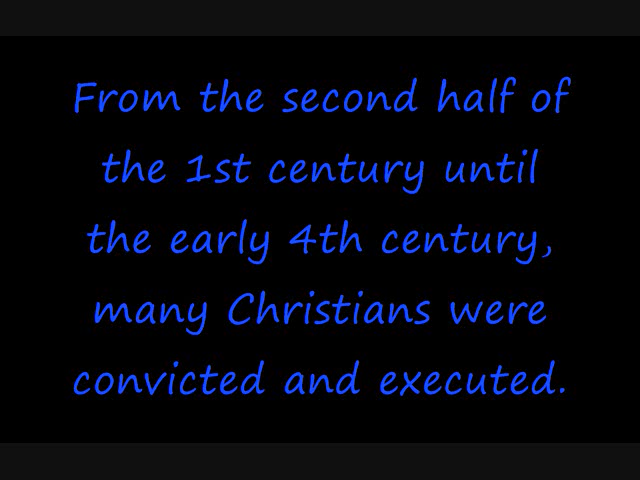 From the second half of
the 1st century until
the early 4th century,
many Christians were
convicted and executed.